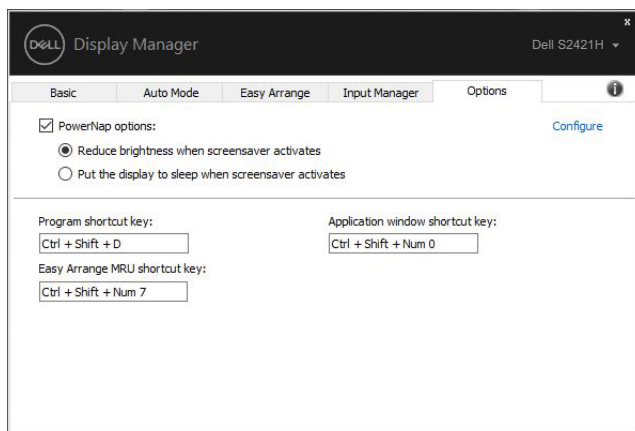 x
DELL Display Manager Dell S2421H
Basic Auto Mode Easy Arrange Input Manager Options i
PowerNap options: Configure
Reduce brightness when screensaver activates
Put the display to sleep when screensaver activates
Program shortcut key: Application window shortcut key:
Ctrl + Shift + D Ctrl + Shift + Num 0
Easy Arrange MRU shortcut key:
Ctrl + Shift + Num 7